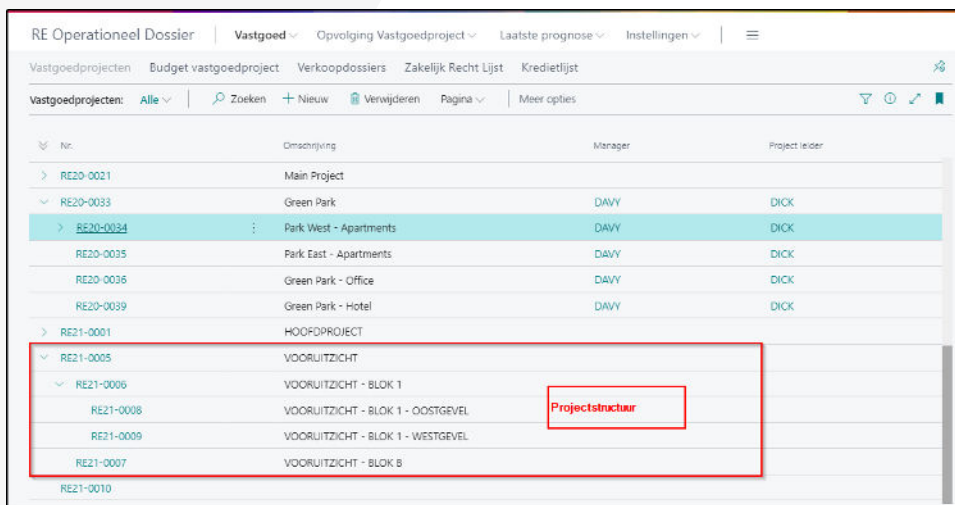 RE Operationeel Dossier Vastgoed Opvolging Vastgoedproject Laatste prognose Instellingen
Vastgoedprojecten Budget vastgoedproject Verkoopdossiers Zakelijk Recht Lijst Kredietlijst
Vastgoedprojecten: Alle Zoeken Nieuw Verwijderen Pagina Meer opties
Nr. Omschrijving Manager Project leider
RE20-0021 Main Project
RE20-0033 Green Park DAVY DICK
RE20-0034 Park West - Apartments DAVY DICK
RE20-0035 Park East - Apartments DAVY DICK
RE20-0036 Green Park - Office DAVY DICK
RE20-0039 Green Park - Hotel DAVY DICK
RE21-0001 HOOFDPROJECT
RE21-0005 VOORUITZICHT
RE21-0006 VOORUITZICHT - BLOK 1
RE21-0008 VOORUITZICHT - BLOK 1 - OOSTGEVEL Projectstructuur
RE21-0009 VOORUITZICHT - BLOK 1 - WESTGEVEL
RE21-0007 VOORUITZICHT - BLOK B
RE21-0010